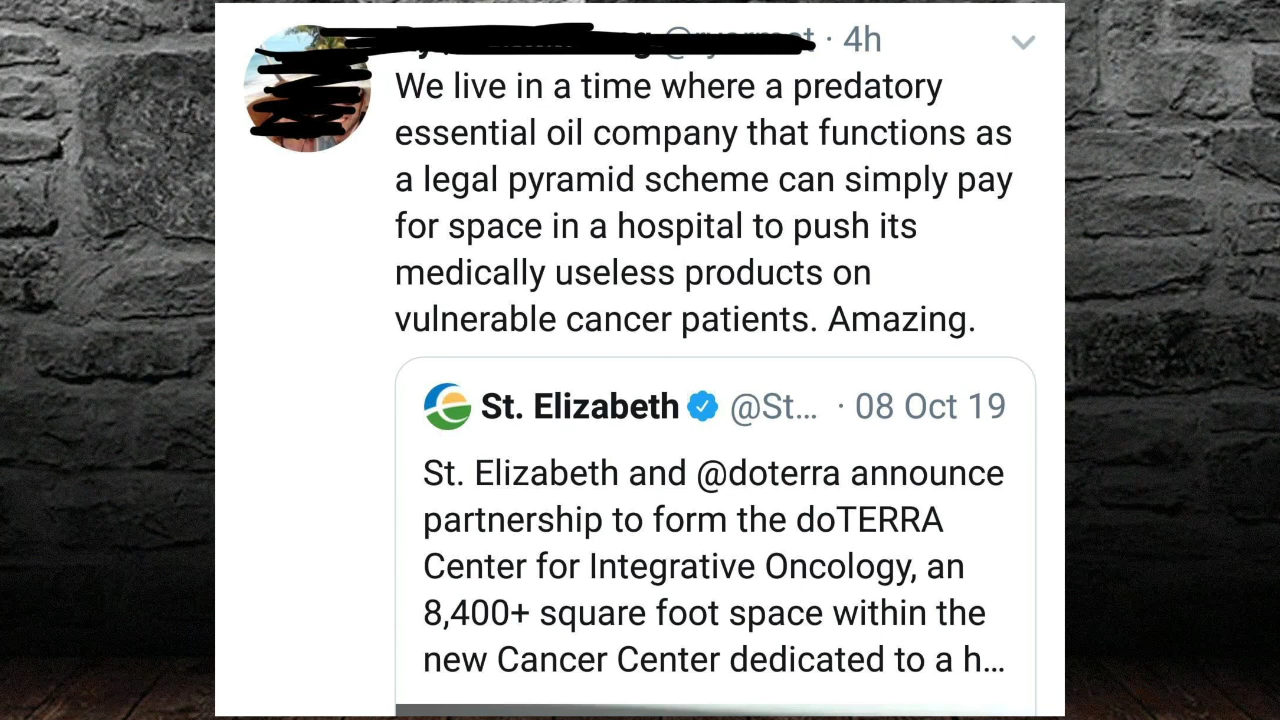 · 4h
We live in a time where a predatory
essential oil company that functions as
a legal pyramid scheme can simply pay
for space in a hospital to push its
medically useless products on
vulnerable cancer patients. Amazing.
St. Elizabeth @St... · 08 Oct 19
St. Elizabeth and @doterra announce
partnership to form the doTERRA
Center for Integrative Oncology, an
8,400+ square foot space within the
new Cancer Center dedicated to a h...